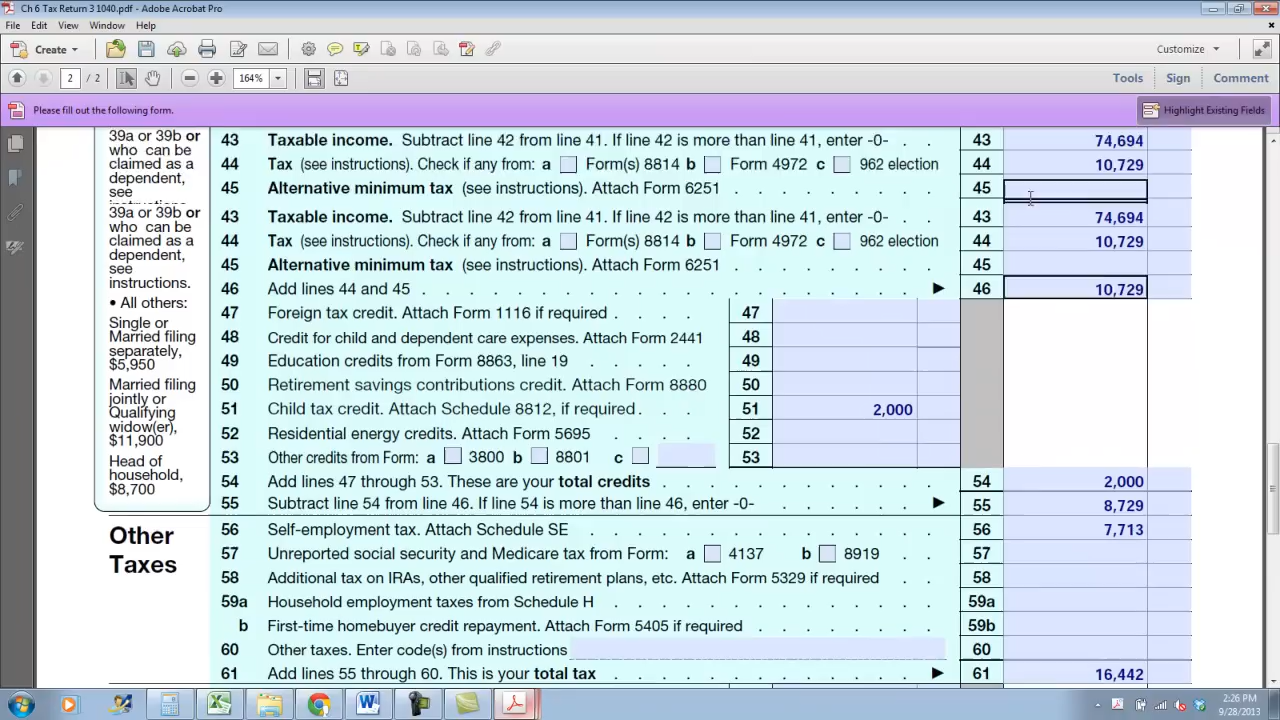 Ch 6 Tax Return 3 1040.pdf - Adobe Acrobat Pro
File Edit View Window Help
Create Customize
2 / 2 164% Tools Sign Comment
Please fill out the following form. Highlight Existing Fields
39a or 39b or
who can be
claimed as a
dependent,
see
39a or 39b or
who can be
claimed as a
dependent,
see
instructions.
• All others:
Single or
Married filing
separately,
$5,950
Married filing
jointly or
Qualifying
widow(er),
$11,900
Head of
household,
$8,700
43 Taxable income. Subtract line 42 from line 41. If line 42 is more than line 41, enter -0- . . 43 74,694
44 Tax (see instructions). Check if any from: a Form(s) 8814 b Form 4972 c 962 election 44 10,729
45 Alternative minimum tax (see instructions). Attach Form 6251 . . . . . . . . . 45
43 Taxable income. Subtract line 42 from line 41. If line 42 is more than line 41, enter -0- . . 43 74,694
44 Tax (see instructions). Check if any from: a Form(s) 8814 b Form 4972 c 962 election 44 10,729
45 Alternative minimum tax (see instructions). Attach Form 6251 . . . . . . . . . 45
46 Add lines 44 and 45 . . . . . . . . . . . . . . . . . . . . . ▶ 46 10,729
47 Foreign tax credit. Attach Form 1116 if required . . . . 47
48 Credit for child and dependent care expenses. Attach Form 2441 48
49 Education credits from Form 8863, line 19 . . . . . 49
50 Retirement savings contributions credit. Attach Form 8880 50
51 Child tax credit. Attach Schedule 8812, if required . . . 51 2,000
52 Residential energy credits. Attach Form 5695 . . . . 52
53 Other credits from Form: a 3800 b 8801 c 53
54 Add lines 47 through 53. These are your total credits . . . . . . . . . . . . 54 2,000
55 Subtract line 54 from line 46. If line 54 is more than line 46, enter -0- . . . . . . . ▶ 55 8,729
Other
Taxes
56 Self-employment tax. Attach Schedule SE . . . . . . . . . . . . . . . 56 7,713
57 Unreported social security and Medicare tax from Form: a 4137 b 8919 . . 57
58 Additional tax on IRAs, other qualified retirement plans, etc. Attach Form 5329 if required . . 58
59a Household employment taxes from Schedule H . . . . . . . . . . . . . . 59a
b First-time homebuyer credit repayment. Attach Form 5405 if required . . . . . . . . 59b
60 Other taxes. Enter code(s) from instructions 60
61 Add lines 55 through 60. This is your total tax . . . . . . . . . . . . . ▶ 61 16,442
2:26 PM
9/28/2013